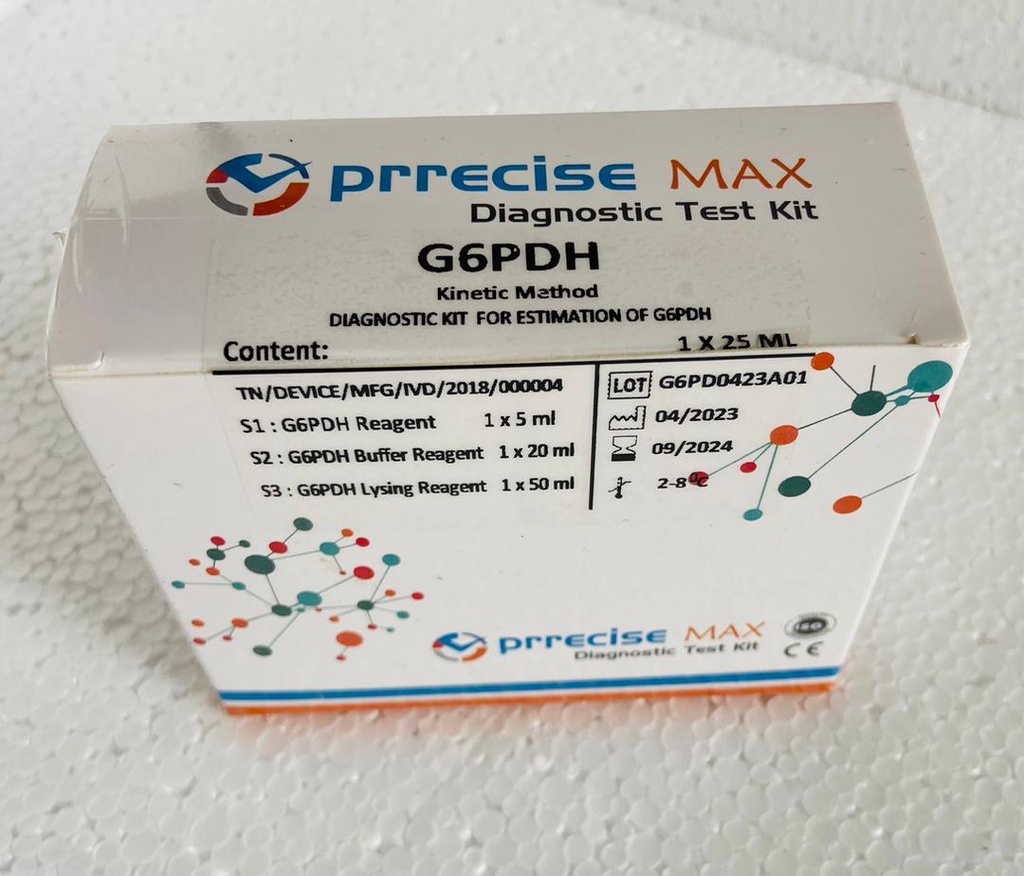 prrecise MAX
Diagnostic Test Kit
G6PDH
Kinetic Method
DIAGNOSTIC KIT FOR ESTIMATION OF G6PDH
Content: 1 X 25 ML
TN/DEVICE/MFG/IVD/2018/000004
S1 : G6PDH Reagent 1 x 5 ml
S2 : G6PDH Buffer Reagent 1 x 20 ml
S3 : G6PDH Lysing Reagent 1 x 50 ml
LOT G6PD0423A01
04/2023
09/2024
2-8°C
prrecise MAX
Diagnostic Test Kit
ISO
CE